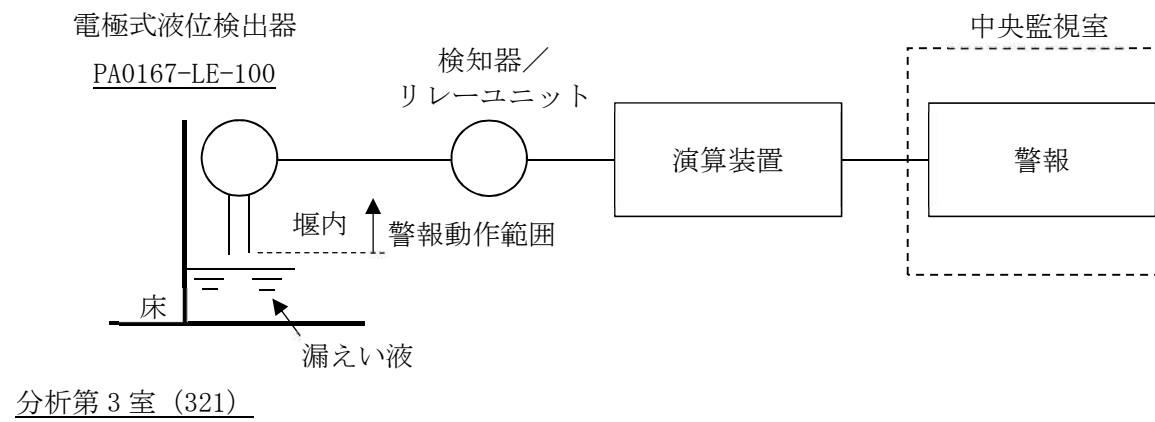 電極式液位検出器
PA0167-LE-100
検知器／
リレーユニット
中央監視室
演算装置
警報
堰内
警報動作範囲
床
漏えい液
分析第3室（321）